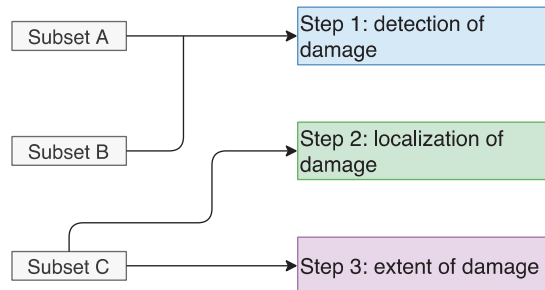 Subset A
Step 1: detection of
damage
Subset B
Step 2: localization of
damage
Subset C
Step 3: extent of damage